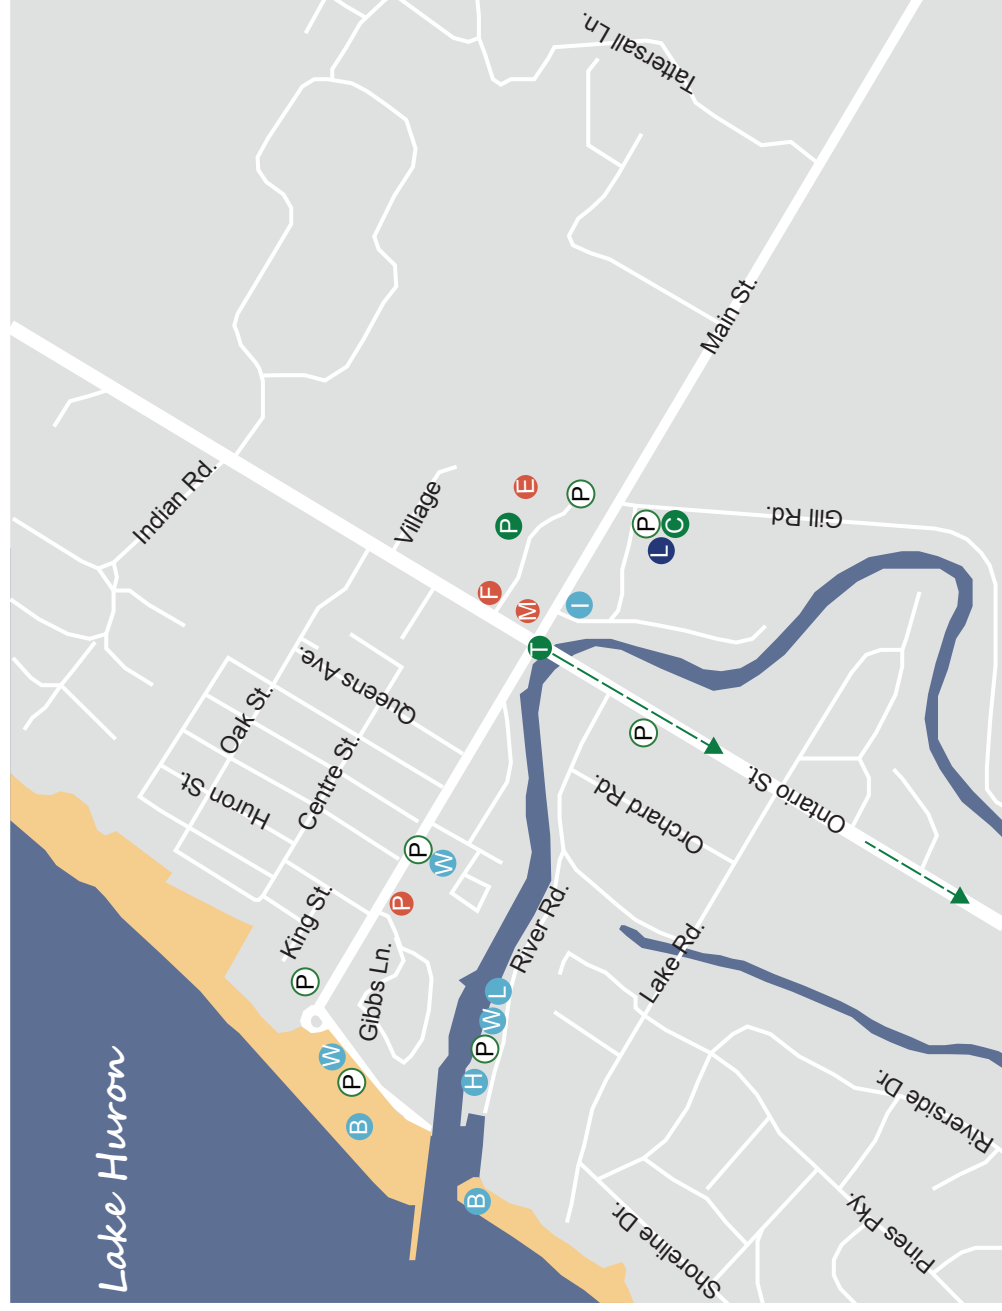 Lake Huron
Tattersall Ln.
Main St.
Indian Rd.
Village
Gill Rd.
Queens Ave.
Oak St.
Huron St.
Centre St.
King St.
Gibbs Ln.
River Rd.
Orchard Rd.
Ontario St.
Lake Rd.
Riverside Dr.
Pines Pky.
Shoreline Dr.
E
P
P
P
C
L
F
M
I
T
P
P
W
P
P
W
P
B
L
W
P
H
B